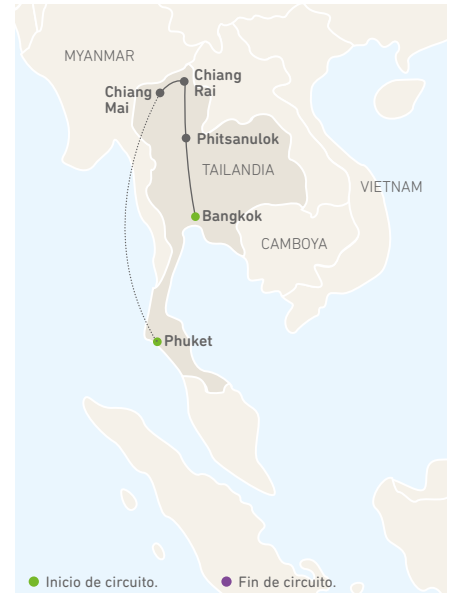 MYANMAR
Chiang
Rai
Chiang
Mai
Phitsanulok
TAILANDIA
VIETNAM
Bangkok
CAMBOYA
Phuket
Inicio de circuito.
Fin de circuito.